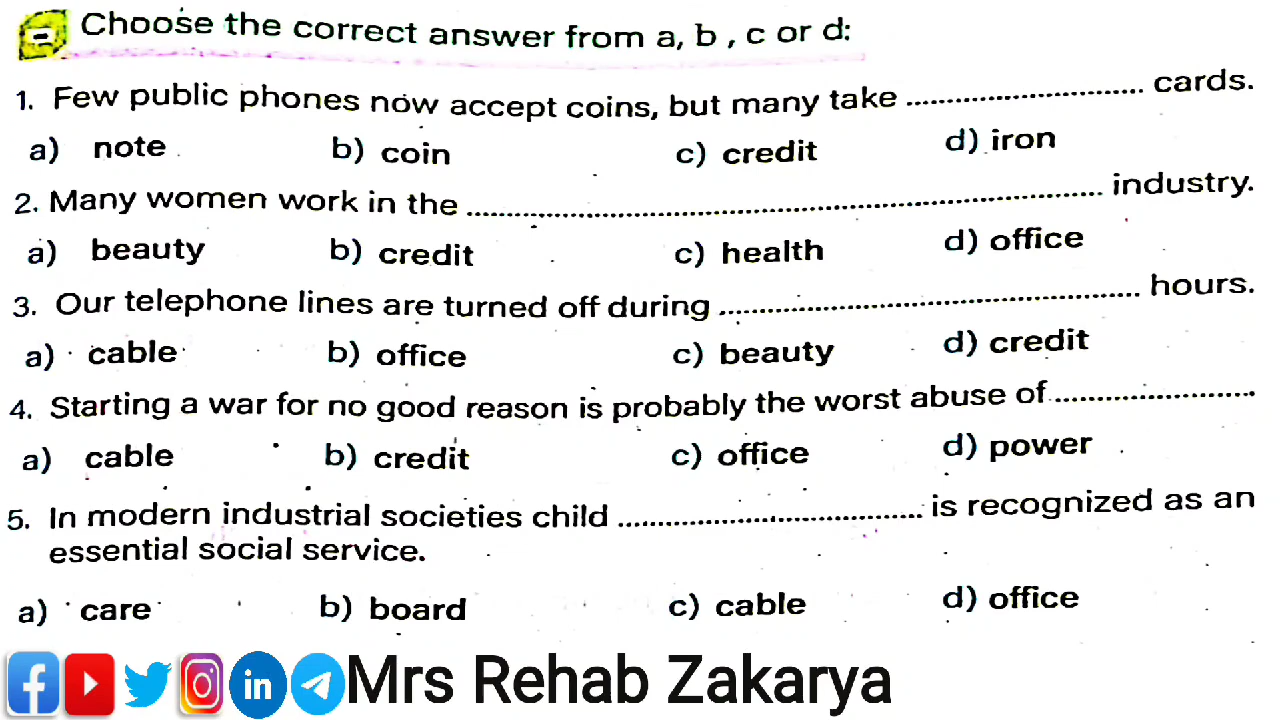 Choose the correct answer from a, b , c or d:
1. Few public phones now accept coins, but many take ............................ cards.
a) note b) coin c) credit d) iron
2. Many women work in the ............................................................ industry.
a) beauty b) credit c) health d) office
3. Our telephone lines are turned off during ........................................ hours.
a) cable b) office c) beauty d) credit
4. Starting a war for no good reason is probably the worst abuse of ........................
a) cable b) credit c) office d) power
5. In modern industrial societies child .................................. is recognized as an
essential social service.
a) care b) board c) cable d) office
Mrs Rehab Zakarya